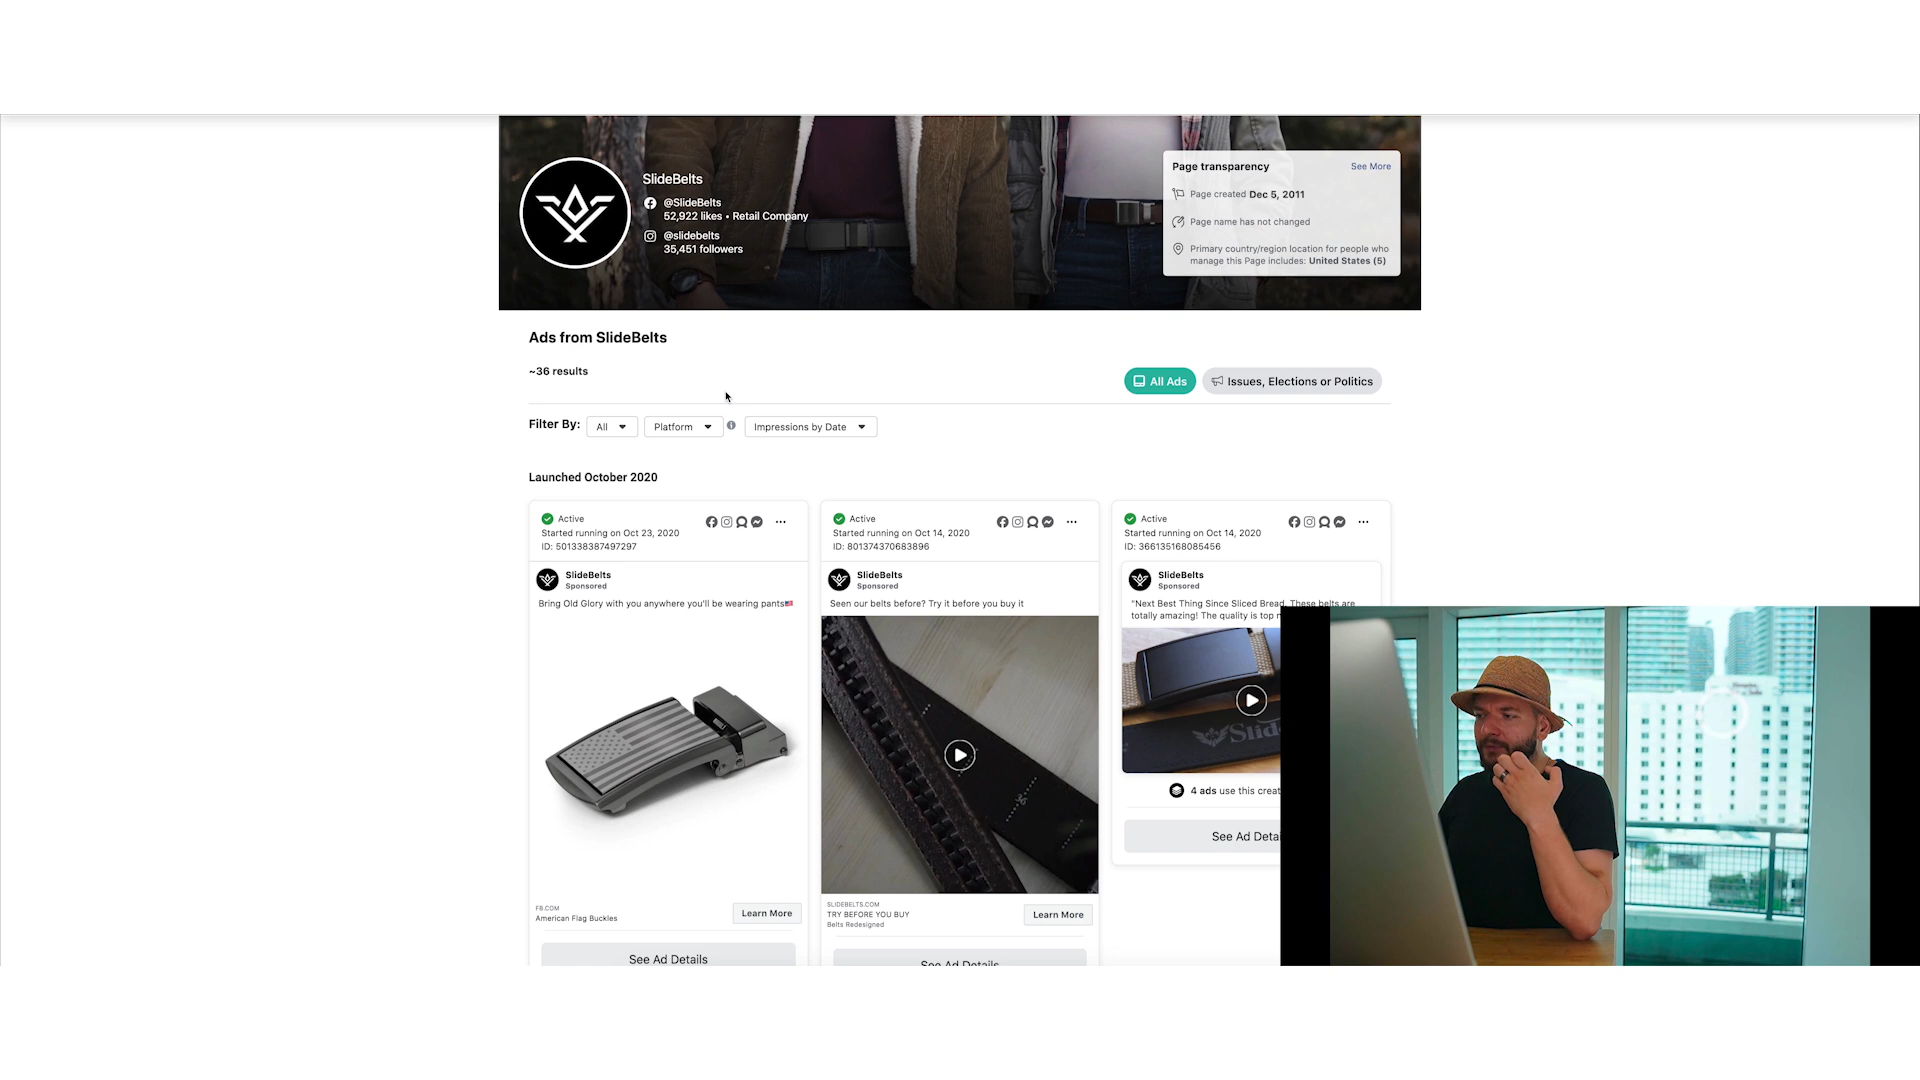 SlideBelts
@SlideBelts
52,922 likes • Retail Company
@slidebelts
35,451 followers
Page transparency
See More
Page created Dec 5, 2011
Page name has not changed
Primary country/region location for people who
manage this Page includes: United States (5)
Ads from SlideBelts
~36 results
All Ads
Issues, Elections or Politics
Filter By:
All
Platform
Impressions by Date
Launched October 2020
Active
Started running on Oct 23, 2020
ID: 501338387497297
SlideBelts
Sponsored
Bring Old Glory with you anywhere you'll be wearing pants🇺🇸
FB.COM
American Flag Buckles
Learn More
See Ad Details
Active
Started running on Oct 14, 2020
ID: 801374370683896
SlideBelts
Sponsored
Seen our belts before? Try it before you buy it
SLIDEBELTS.COM
TRY BEFORE YOU BUY
Belts Redesigned
Learn More
See Ad Details
Active
Started running on Oct 14, 2020
ID: 366135168085456
SlideBelts
Sponsored
"Next Best Thing Since Sliced Bread. These belts are
totally amazing! The quality is top
Slid
4 ads use this
See Ad